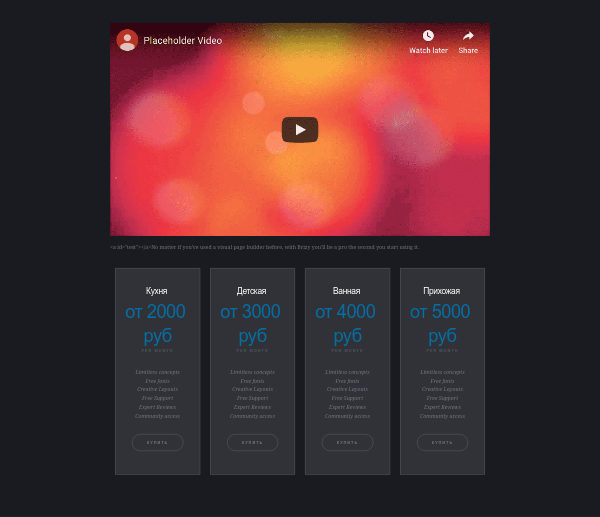 Placeholder Video
Watch later Share
<a id="test"></a>No matter if you've used a visual page builder before, with Brizy you'll be a pro the second you start using it.
Кухня
от 2000
руб
PER MONTH
Limitless concepts
Free fonts
Creative Layouts
Free Support
Expert Reviews
Community access
КУПИТЬ
Детская
от 3000
руб
PER MONTH
Limitless concepts
Free fonts
Creative Layouts
Free Support
Expert Reviews
Community access
КУПИТЬ
Ванная
от 4000
руб
PER MONTH
Limitless concepts
Free fonts
Creative Layouts
Free Support
Expert Reviews
Community access
КУПИТЬ
Прихожая
от 5000
руб
PER MONTH
Limitless concepts
Free fonts
Creative Layouts
Free Support
Expert Reviews
Community access
КУПИТЬ